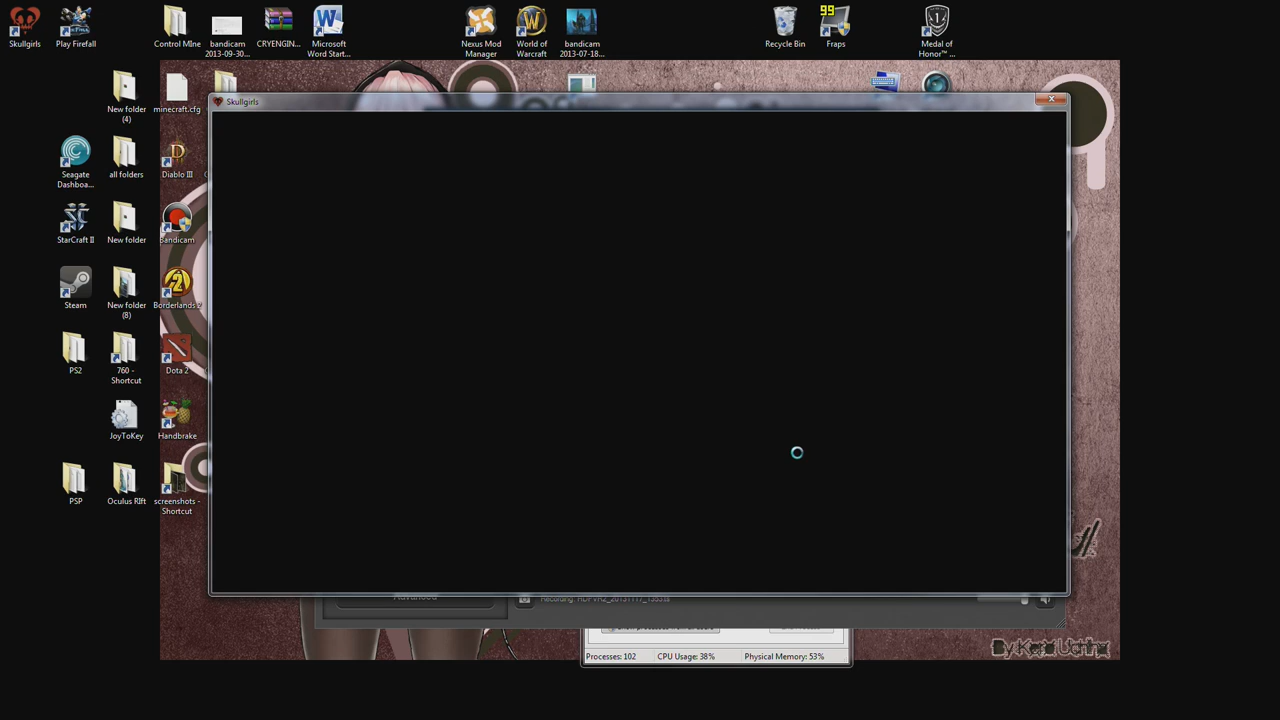 Skullgirls
Play Firefall
Control MIne
bandicam
2013-09-30...
CRYENGIN...
Microsoft
Word Start...
Nexus Mod
Manager
World of
Warcraft
bandicam
2013-07-18...
Recycle Bin
99
Fraps
Medal of
Honor™ ...
New folder
(4)
minecraft.cfg
Skullgirls
Seagate
Dashboa...
all folders
Diablo III
StarCraft II
New folder
Bandicam
Steam
New folder
(8)
Borderlands 2
PS2
760 -
Shortcut
Dota 2
JoyToKey
Handbrake
PSP
Oculus RIft
screenshots -
Shortcut
Advanced
Processes: 102
CPU Usage: 38%
Physical Memory: 53%